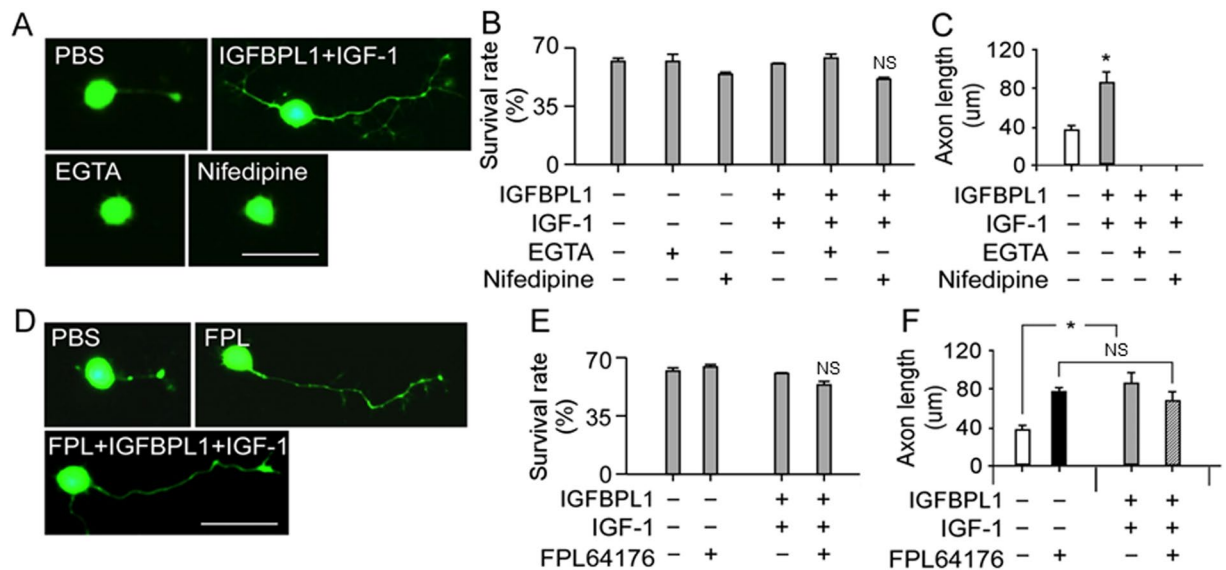 A
PBS
IGFBPL1+IGF-1
EGTA
Nifedipine
B
Survival rate
(%)
70
35
0
NS
IGFBPL1 – – – + + +
IGF-1 – – – + + +
EGTA – + – – + –
Nifedipine – – + – – +
C
Axon length
(um)
120
80
40
0
*
IGFBPL1 – + + +
IGF-1 – + + +
EGTA – – + –
Nifedipine – – – +
D
PBS
FPL
FPL+IGFBPL1+IGF-1
E
Survival rate
(%)
70
35
0
NS
IGFBPL1 – – + +
IGF-1 – – + +
FPL64176 – + – +
F
Axon length
(um)
120
80
40
0
*
NS
IGFBPL1 – – + +
IGF-1 – – + +
FPL64176 – + – +